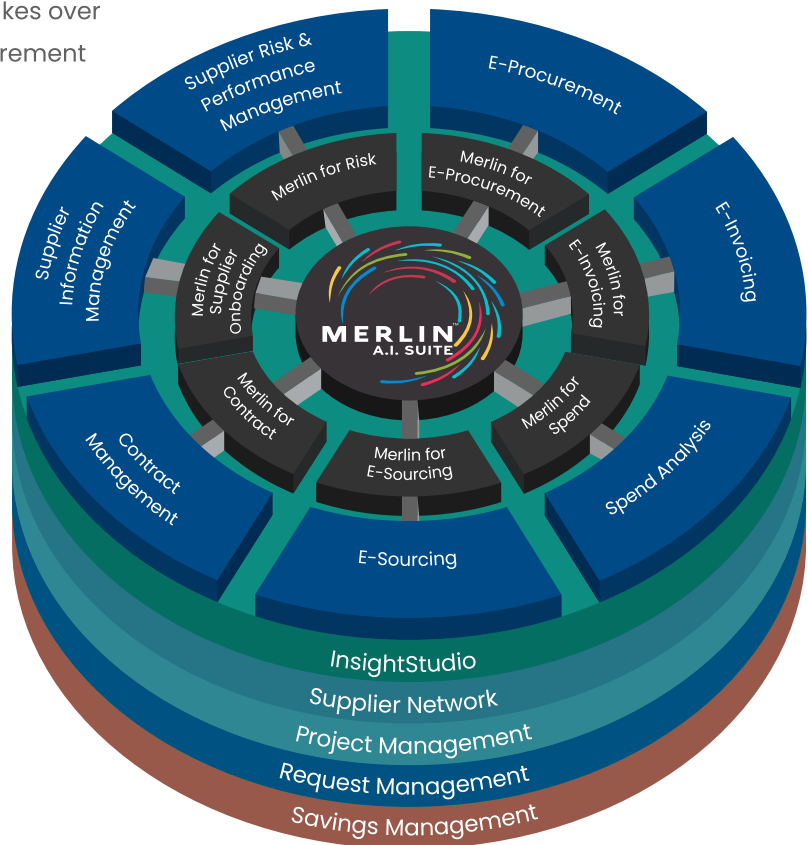 kes over
rement
Supplier Risk &
Performance
Management
E-Procurement
Merlin for Risk
Merlin for
E-Procurement
Supplier
Information
Management
Merlin for
Supplier
Onboarding
Merlin for
E-Invoicing
E-Invoicing
MERLIN™
A.I. SUITE
Contract
Management
Merlin for
Contract
Merlin for
E-Sourcing
Merlin for
Spend
Spend Analysis
E-Sourcing
InsightStudio
Supplier Network
Project Management
Request Management
Savings Management